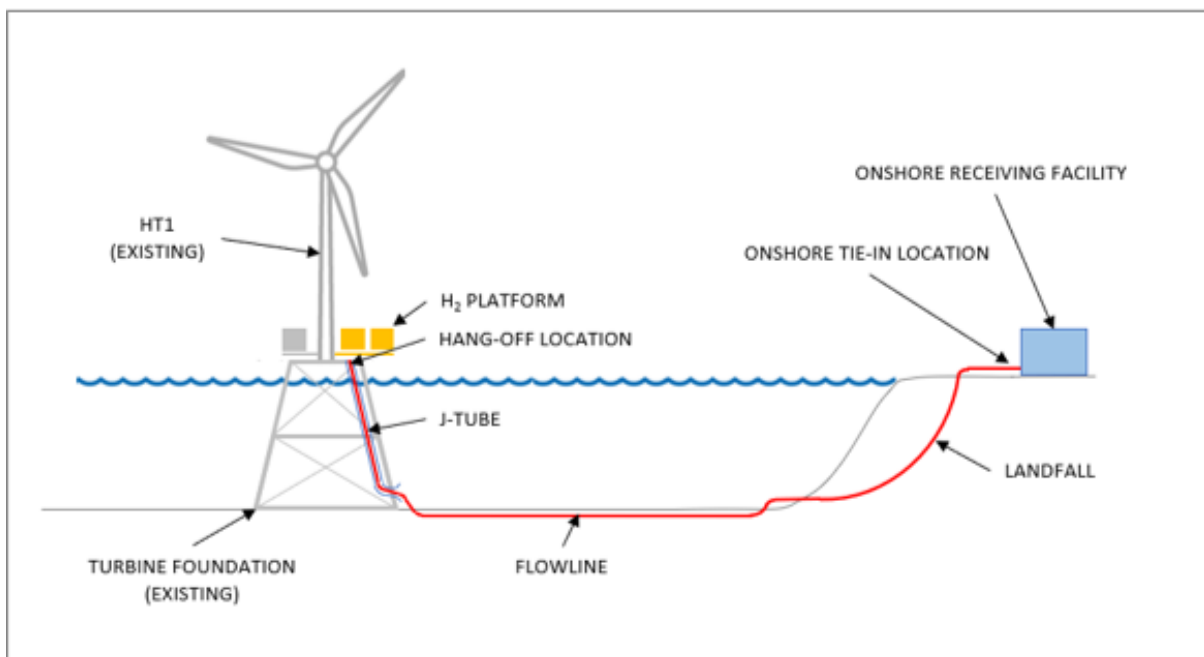 ONSHORE RECEIVING FACILITY
HT1
(EXISTING)
ONSHORE TIE-IN LOCATION
H₂ PLATFORM
HANG-OFF LOCATION
J-TUBE
LANDFALL
TURBINE FOUNDATION
(EXISTING)
FLOWLINE